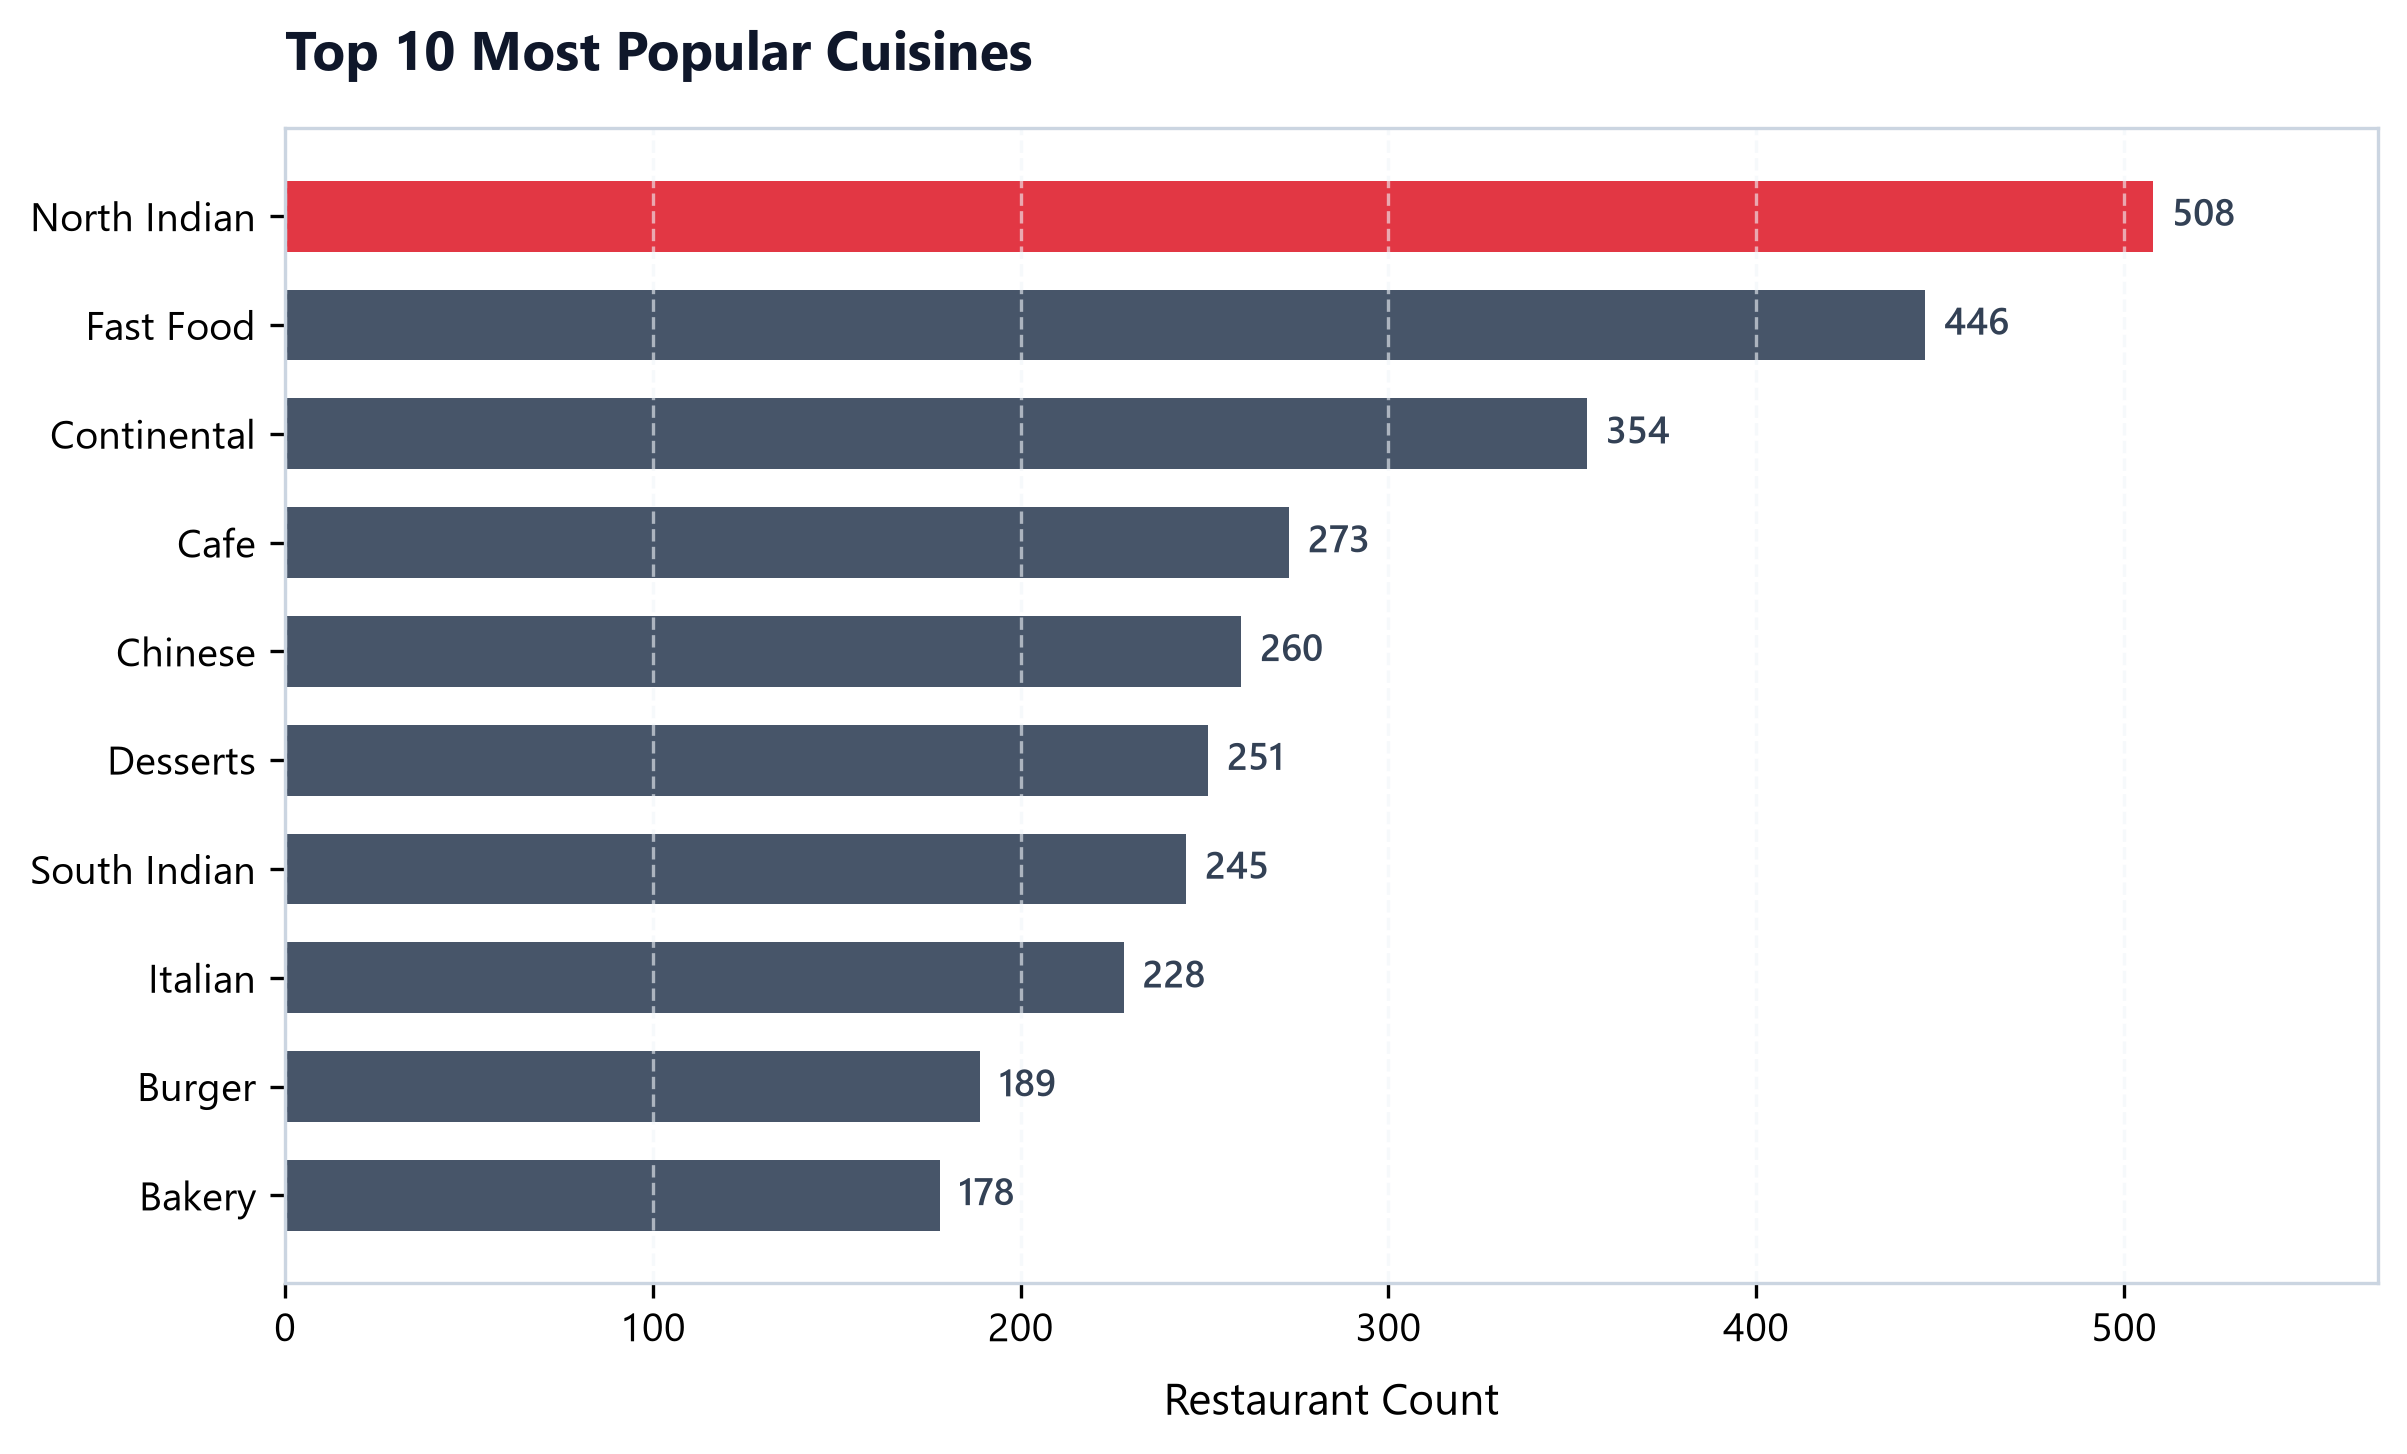 Top 10 Most Popular Cuisines
North Indian 508
Fast Food 446
Continental 354
Cafe 273
Chinese 260
Desserts 251
South Indian 245
Italian 228
Burger 189
Bakery 178
0 100 200 300 400 500
Restaurant Count